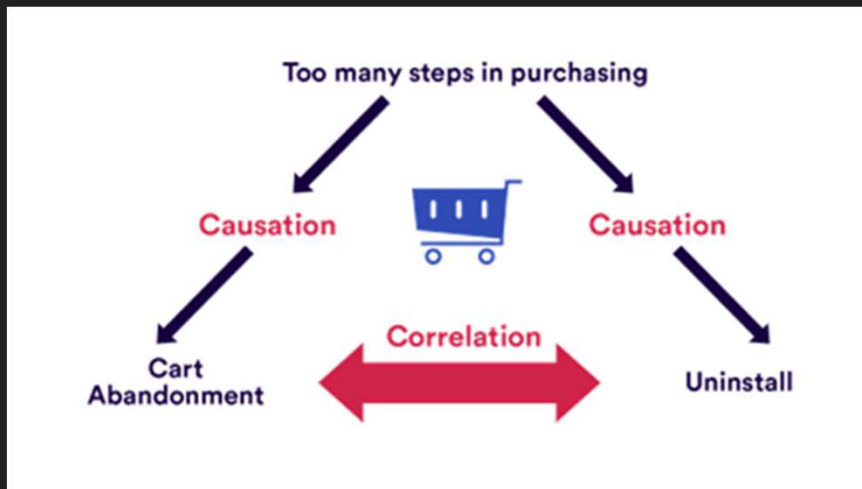 Too many steps in purchasing
Causation
Causation
Correlation
Cart
Abandonment
Uninstall